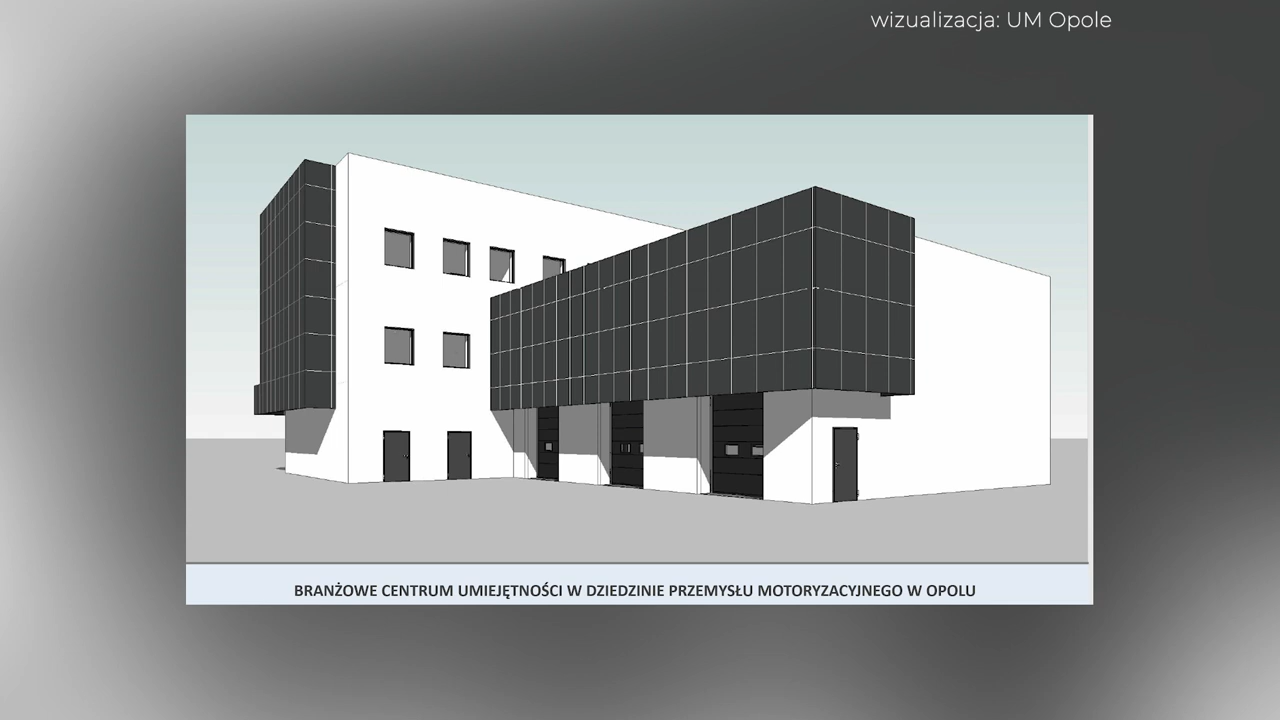 wizualizacja: UM Opole
BRANŻOWE CENTRUM UMIEJĘTNOŚCI W DZIEDZINIE PRZEMYSŁU MOTORYZACYJNEGO W OPOLU